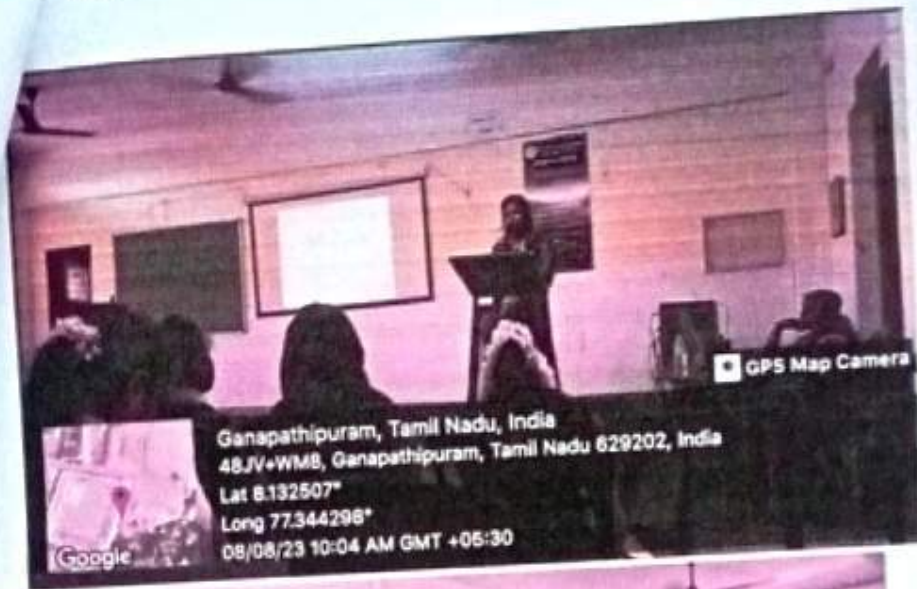 GPS Map Camera
Ganapathipuram, Tamil Nadu, India
48JV+WM8, Ganapathipuram, Tamil Nadu 629202, India
Lat 8.132507°
Long 77.344298°
08/08/23 10:04 AM GMT +05:30
Google